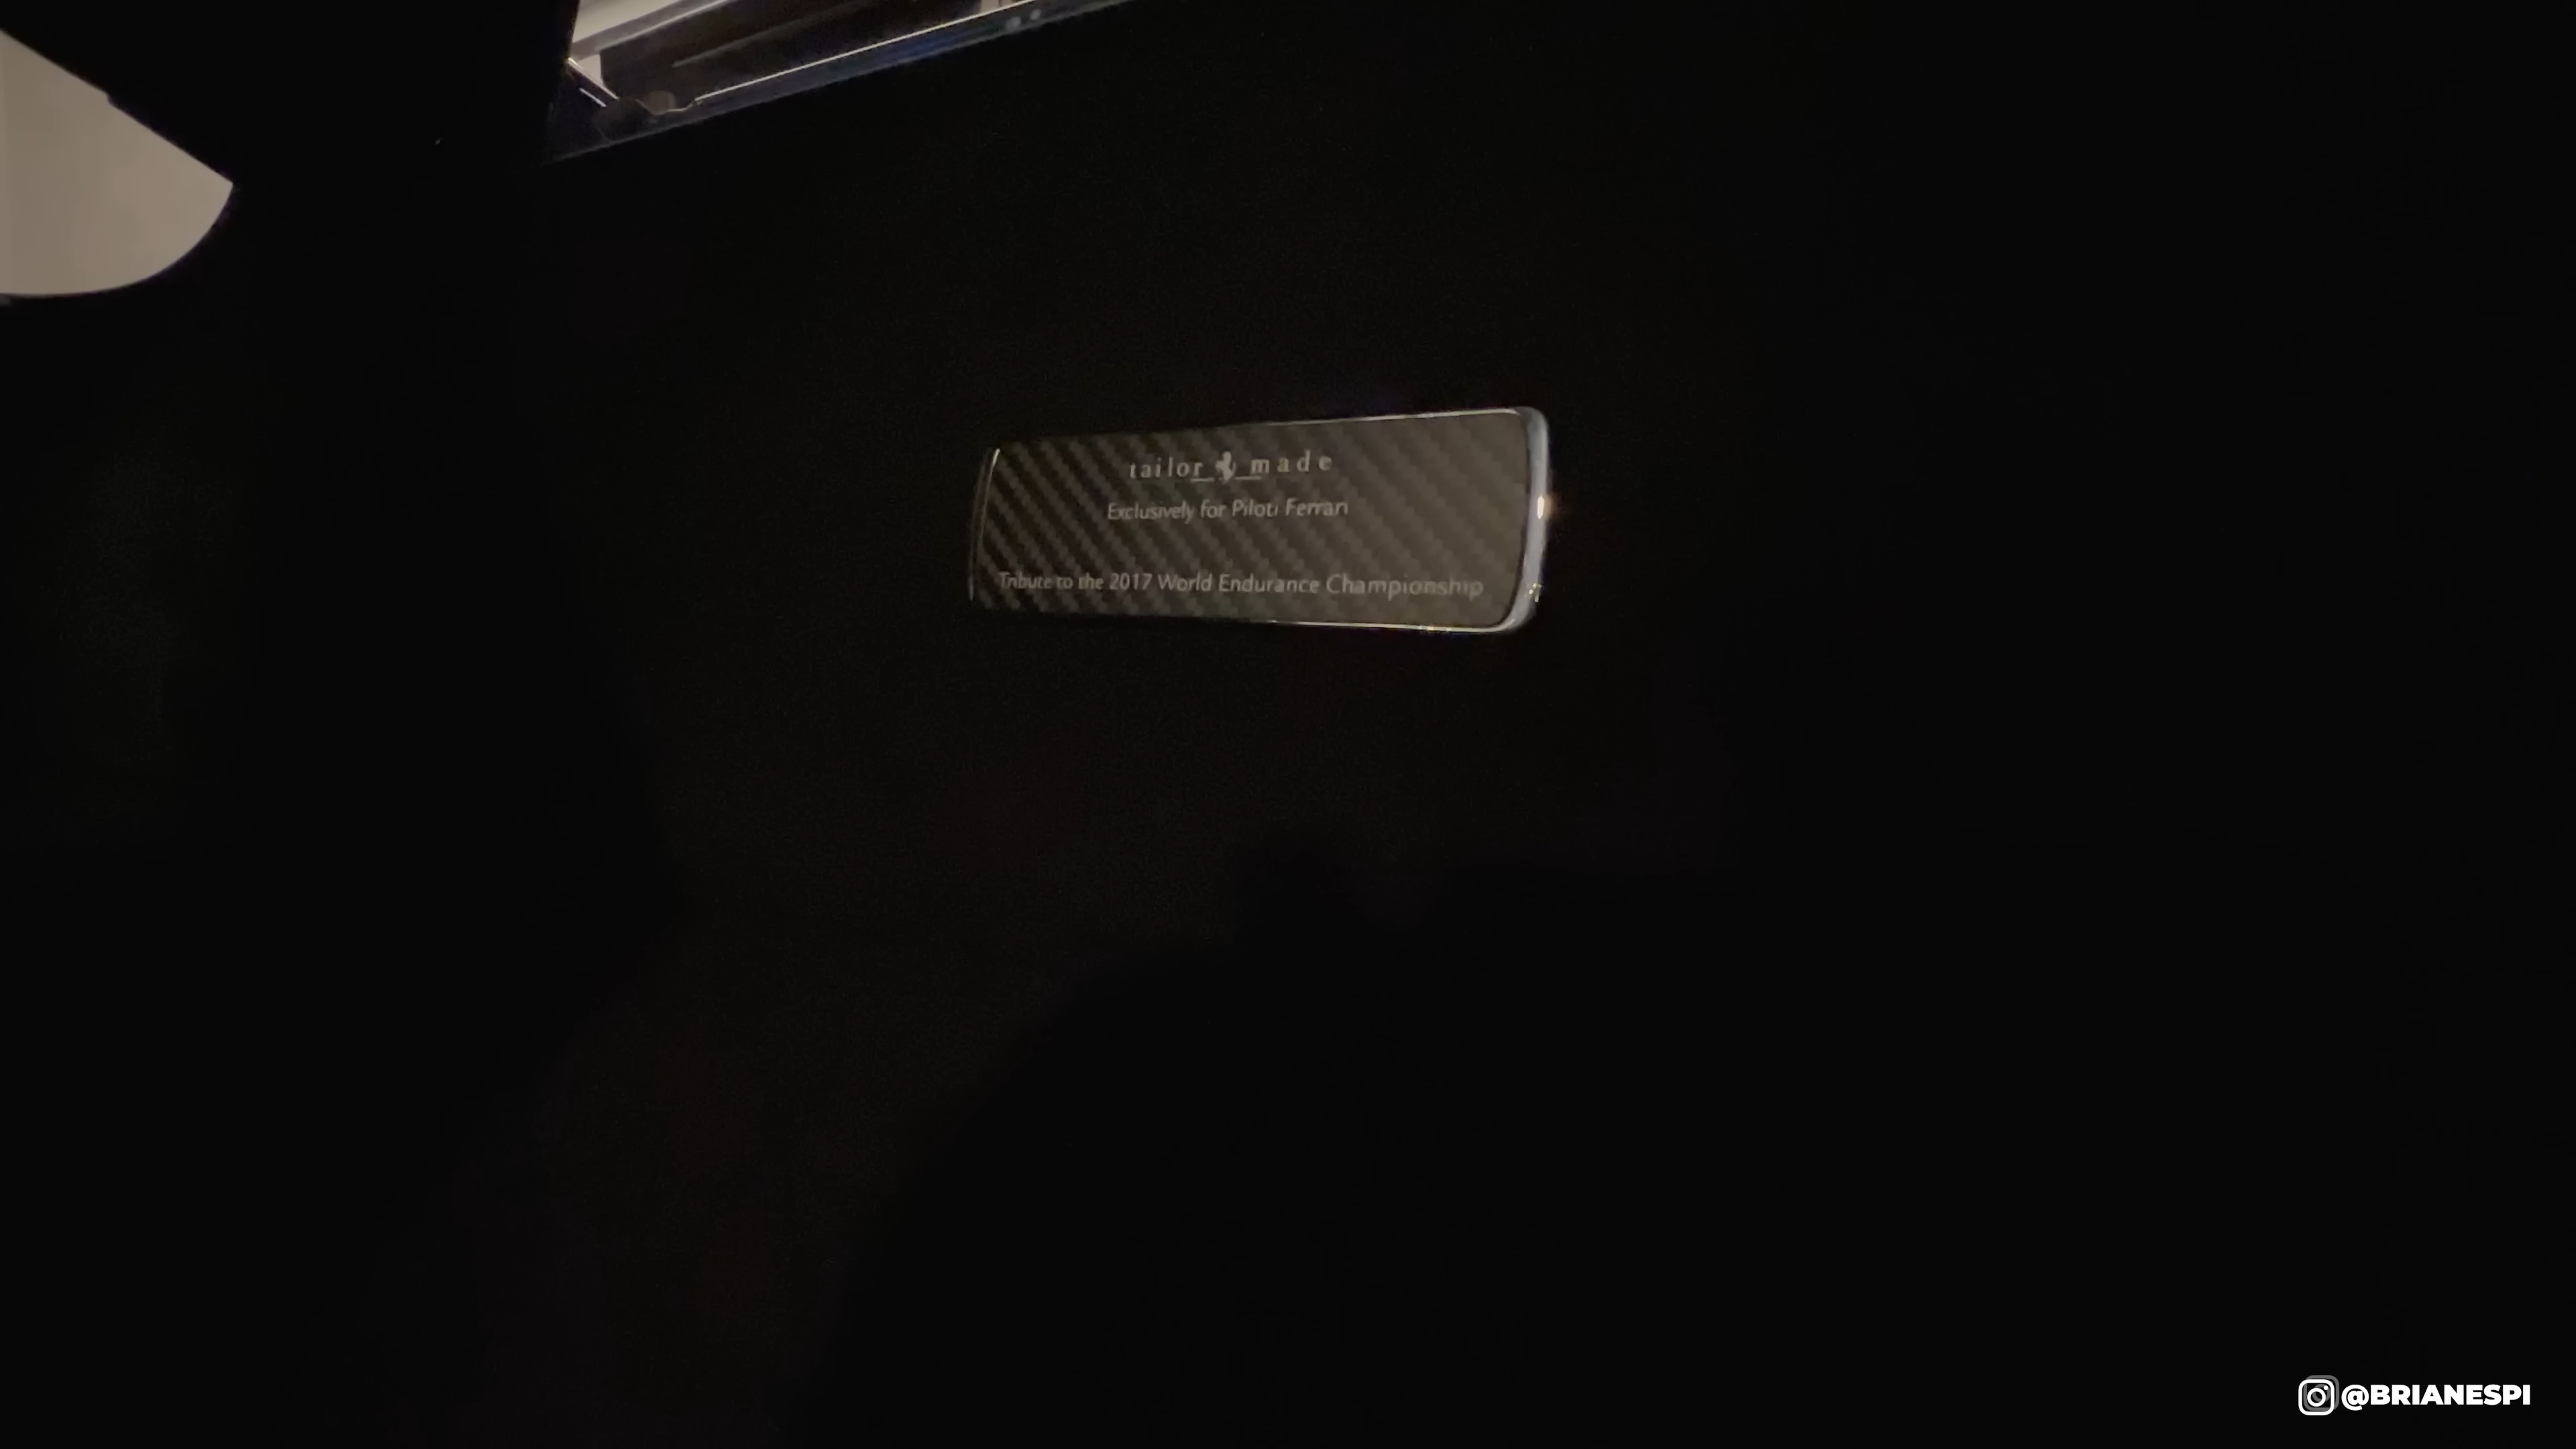 tailor made
Exclusively for Piloti Ferrari
Tribute to the 2017 World Endurance Championship
@BRIANESPI